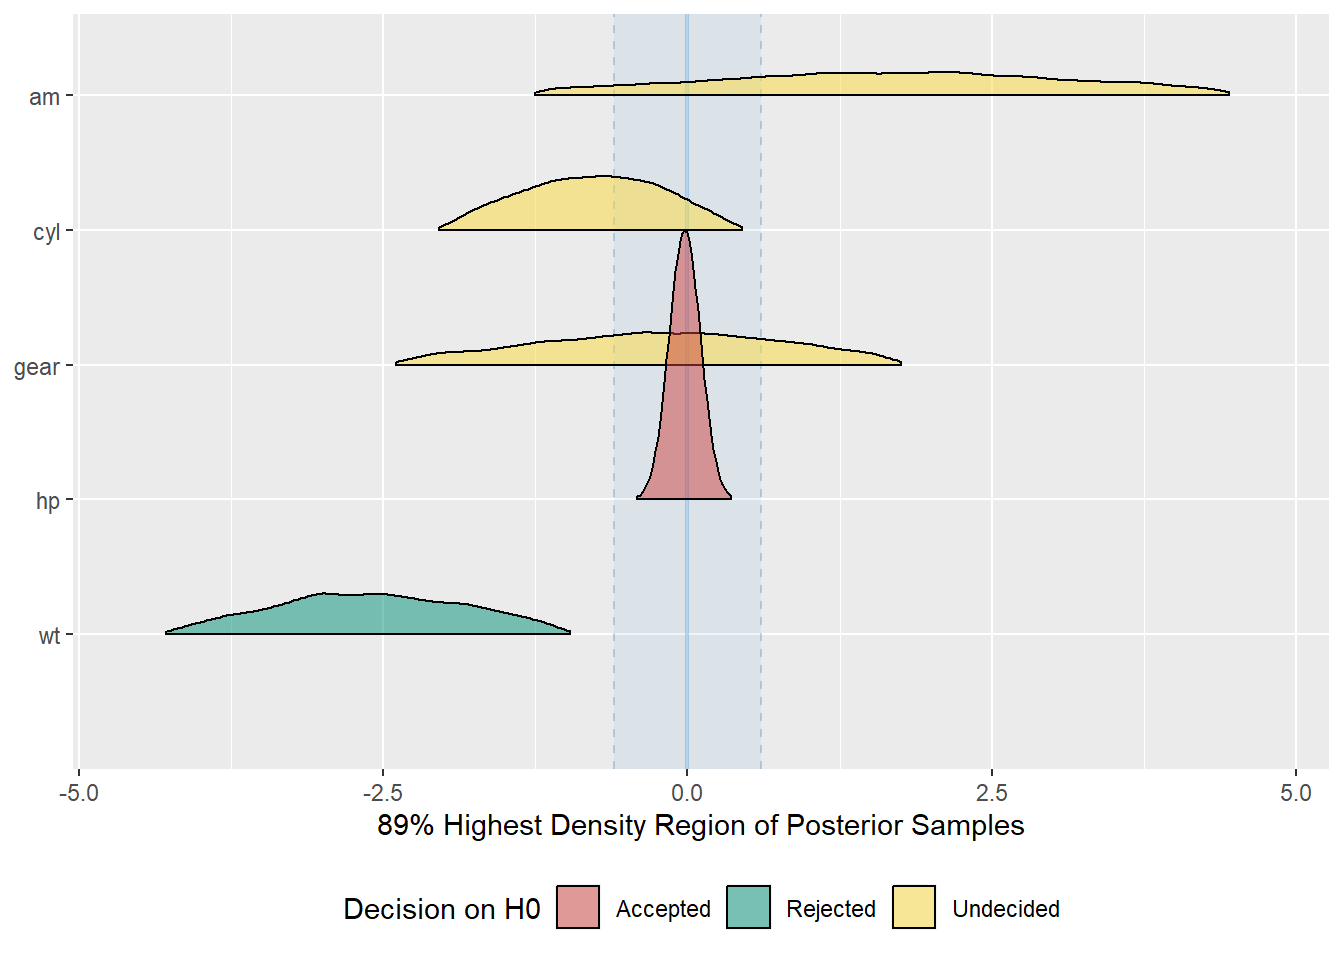 am
cyl
gear
hp
wt
-5.0 -2.5 0.0 2.5 5.0
89% Highest Density Region of Posterior Samples
Decision on H0 Accepted Rejected Undecided